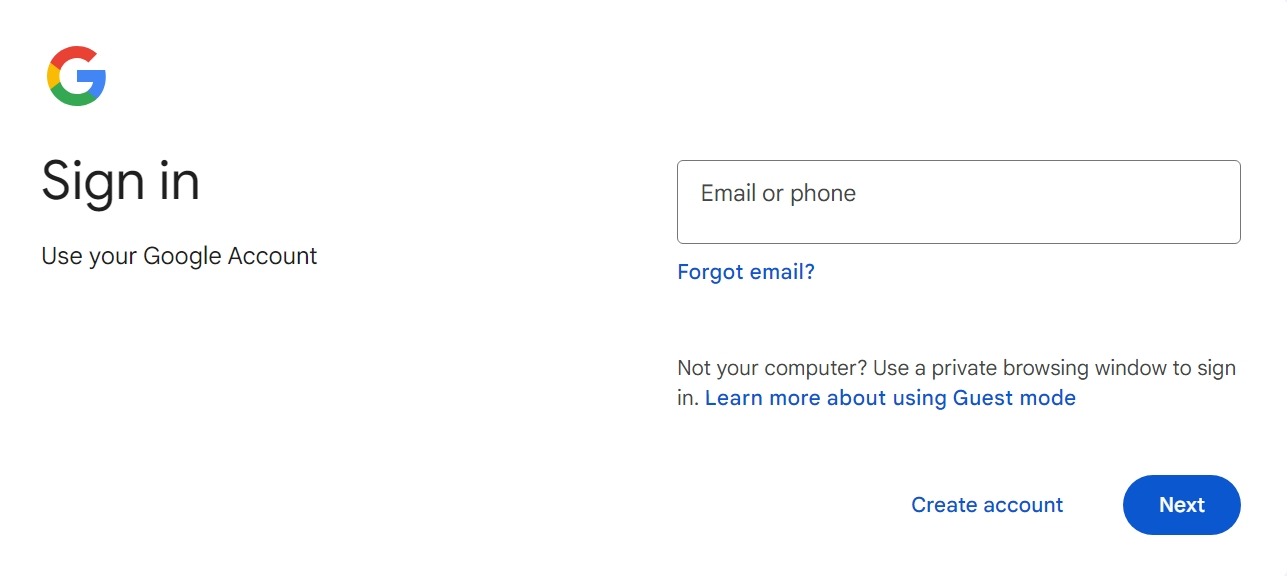 Sign in
Use your Google Account
Email or phone
Forgot email?
Not your computer? Use a private browsing window to sign
in. Learn more about using Guest mode
Create account
Next